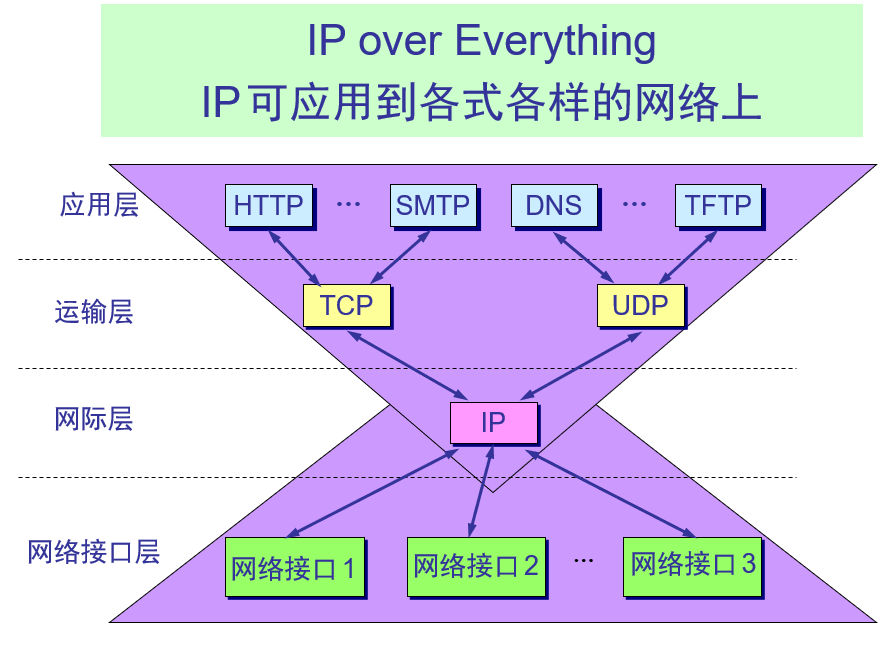 IP over Everything
IP 可应用到各式各样的网络上
应用层
HTTP … SMTP DNS … TFTP
运输层
TCP UDP
网际层
IP
网络接口层
网络接口 1 网络接口 2 … 网络接口 3